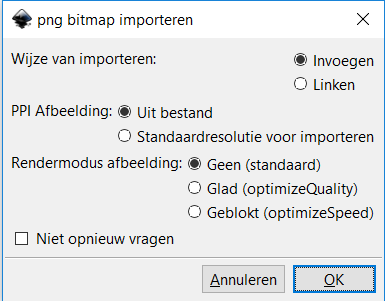 png bitmap importeren
Wijze van importeren: Invoegen
Linken
PPI Afbeelding: Uit bestand
Standaardresolutie voor importeren
Rendermodus afbeelding: Geen (standaard)
Glad (optimizeQuality)
Geblokt (optimizeSpeed)
Niet opnieuw vragen
Annuleren OK